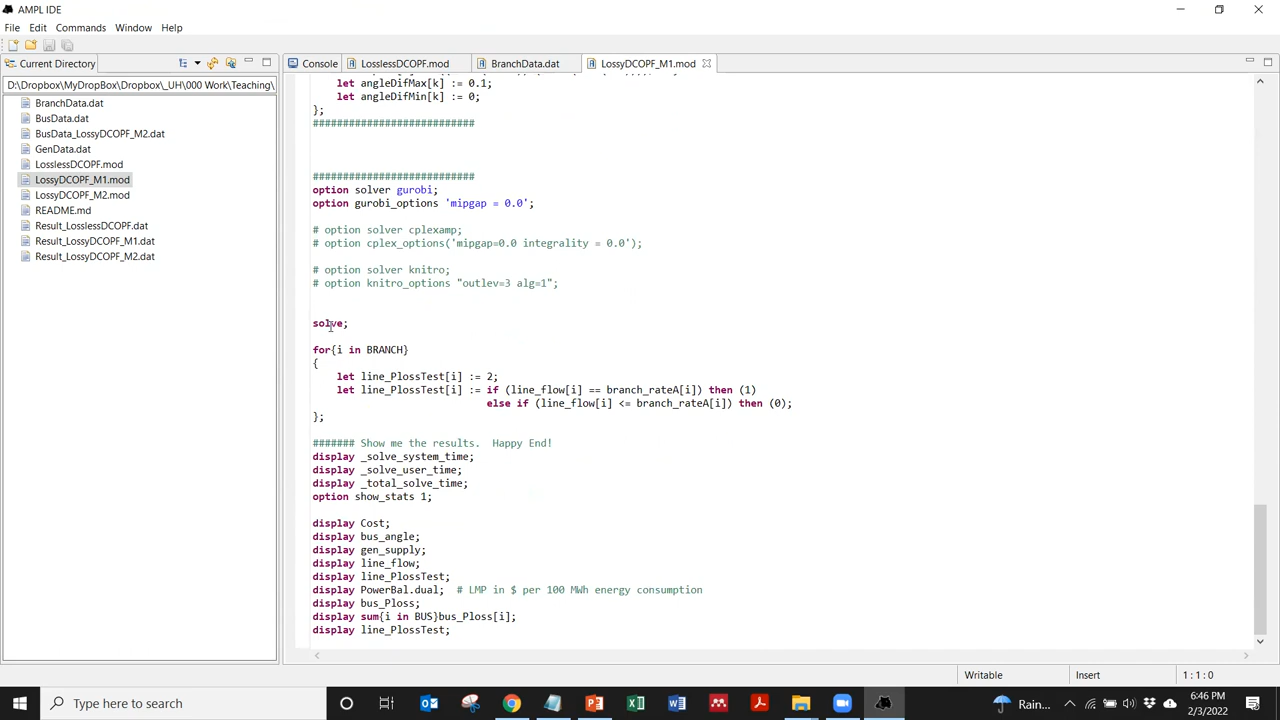 AMPL IDE
File Edit Commands Window Help
Current Directory
Console LosslessDCOPF.mod BranchData.dat LossyDCOPF_M1.mod
D:\Dropbox\MyDropBox\Dropbox\_UH\000 Work\Teaching\
BranchData.dat
BusData.dat
BusData_LossyDCOPF_M2.dat
GenData.dat
LosslessDCOPF.mod
LossyDCOPF_M1.mod
LossyDCOPF_M2.mod
README.md
Result_LosslessDCOPF.dat
Result_LossyDCOPF_M1.dat
Result_LossyDCOPF_M2.dat
let angleDifMax[k] := 0.1;
let angleDifMin[k] := 0;
};
###########################
###########################
option solver gurobi;
option gurobi_options 'mipgap = 0.0';
# option solver cplexamp;
# option cplex_options('mipgap=0.0 integrality = 0.0');
# option solver knitro;
# option knitro_options "outlev=3 alg=1";
solve;
for{i in BRANCH}
{
let line_PlossTest[i] := 2;
let line_PlossTest[i] := if (line_flow[i] == branch_rateA[i]) then (1)
else if (line_flow[i] <= branch_rateA[i]) then (0);
};
####### Show me the results. Happy End!
display _solve_system_time;
display _solve_user_time;
display _total_solve_time;
option show_stats 1;
display Cost;
display bus_angle;
display gen_supply;
display line_flow;
display line_PlossTest;
display PowerBal.dual; # LMP in $ per 100 MWh energy consumption
display bus_Ploss;
display sum{i in BUS}bus_Ploss[i];
display line_PlossTest;
Writable Insert 1:1:0
Type here to search
Rain...
6:46 PM
2/3/2022